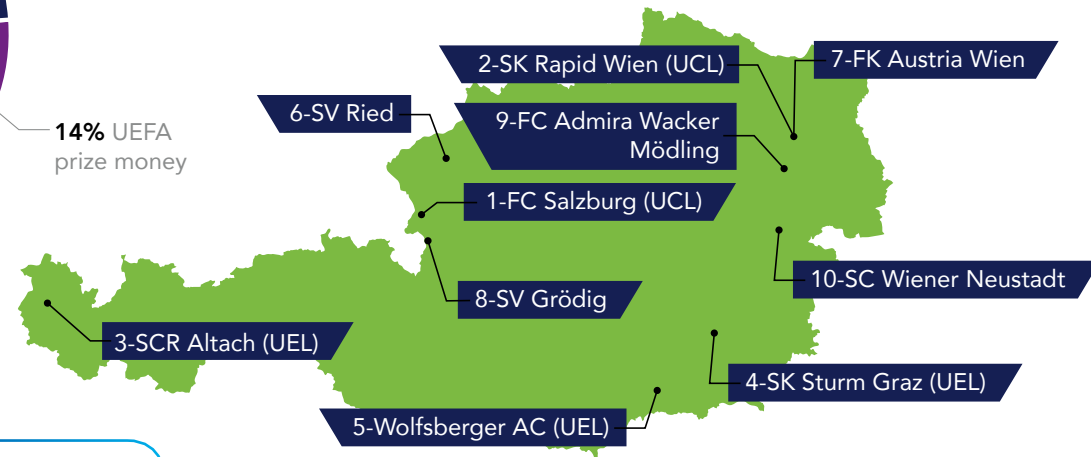 2-SK Rapid Wien (UCL)
7-FK Austria Wien
6-SV Ried
9-FC Admira Wacker
Mödling
14% UEFA
prize money
1-FC Salzburg (UCL)
10-SC Wiener Neustadt
8-SV Grödig
3-SCR Altach (UEL)
4-SK Sturm Graz (UEL)
5-Wolfsberger AC (UEL)